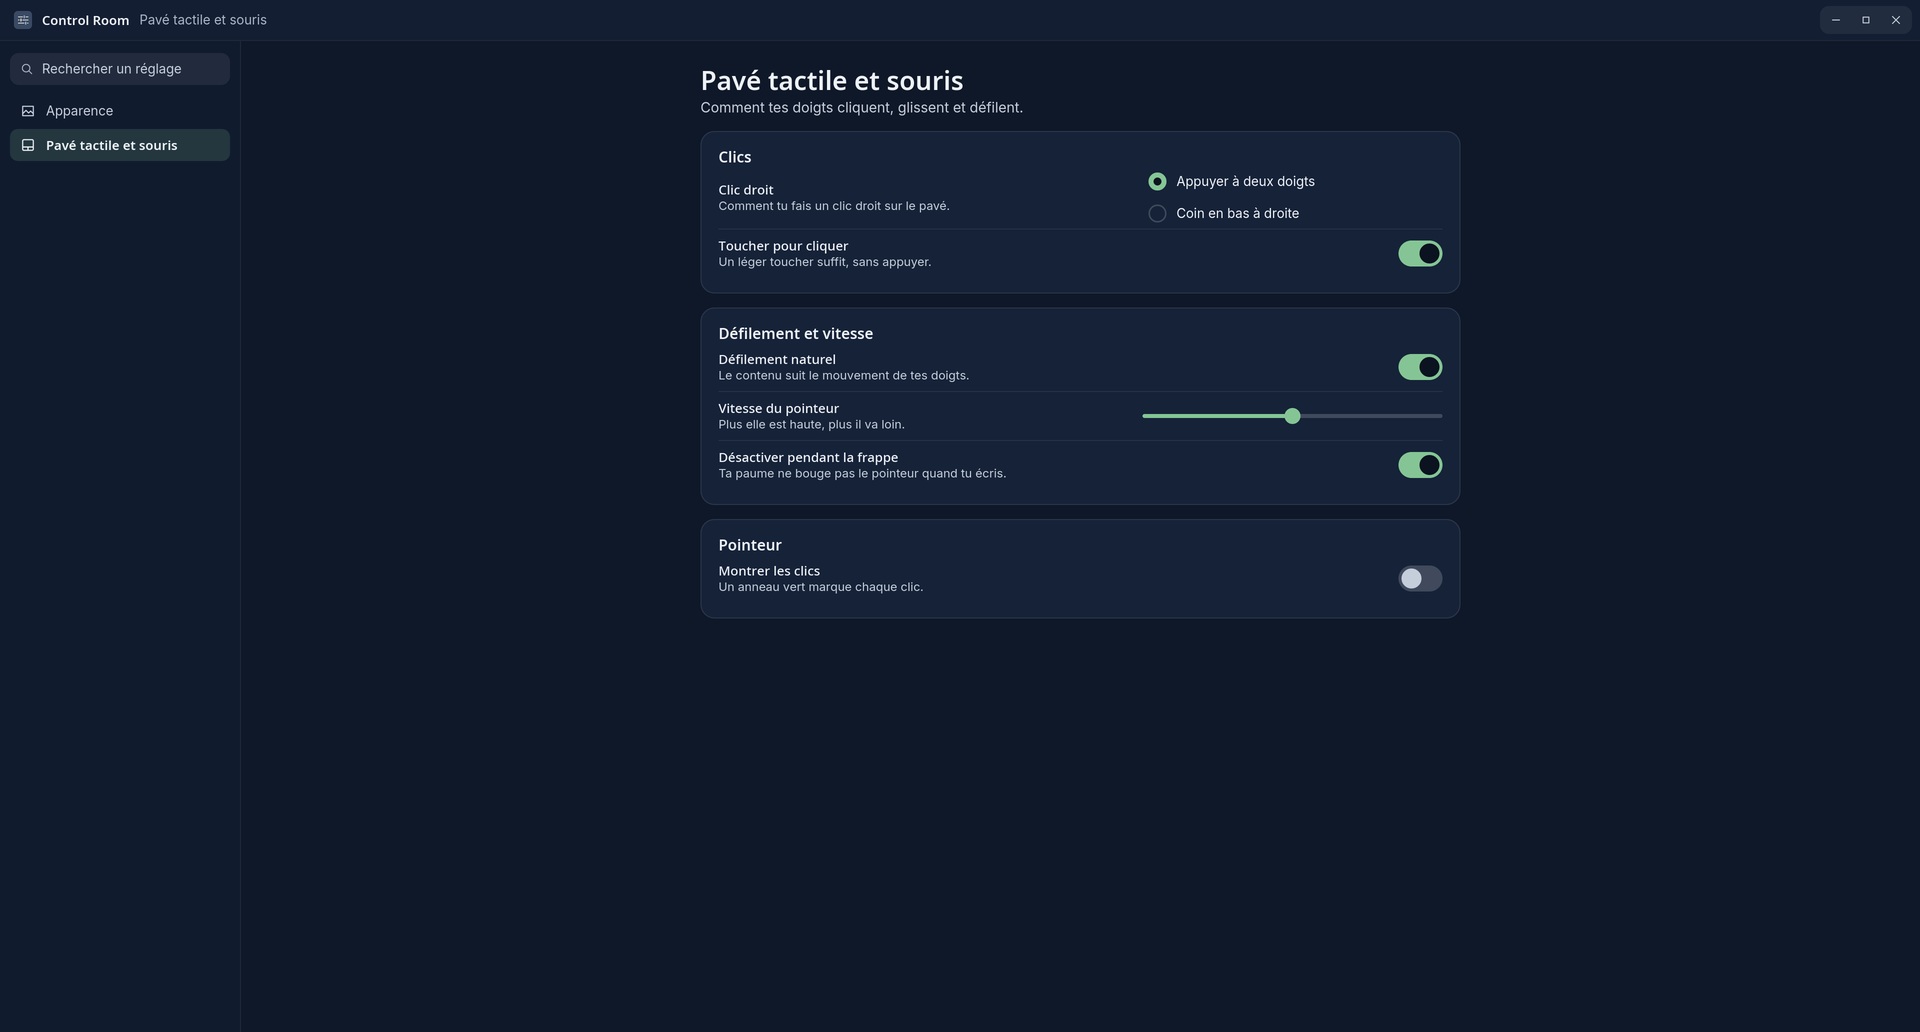 Control Room Pavé tactile et souris
Rechercher un réglage
Apparence
Pavé tactile et souris
Pavé tactile et souris
Comment tes doigts cliquent, glissent et défilent.
Clics
Clic droit
Comment tu fais un clic droit sur le pavé.
Appuyer à deux doigts
Coin en bas à droite
Toucher pour cliquer
Un léger toucher suffit, sans appuyer.
Défilement et vitesse
Défilement naturel
Le contenu suit le mouvement de tes doigts.
Vitesse du pointeur
Plus elle est haute, plus il va loin.
Désactiver pendant la frappe
Ta paume ne bouge pas le pointeur quand tu écris.
Pointeur
Montrer les clics
Un anneau vert marque chaque clic.